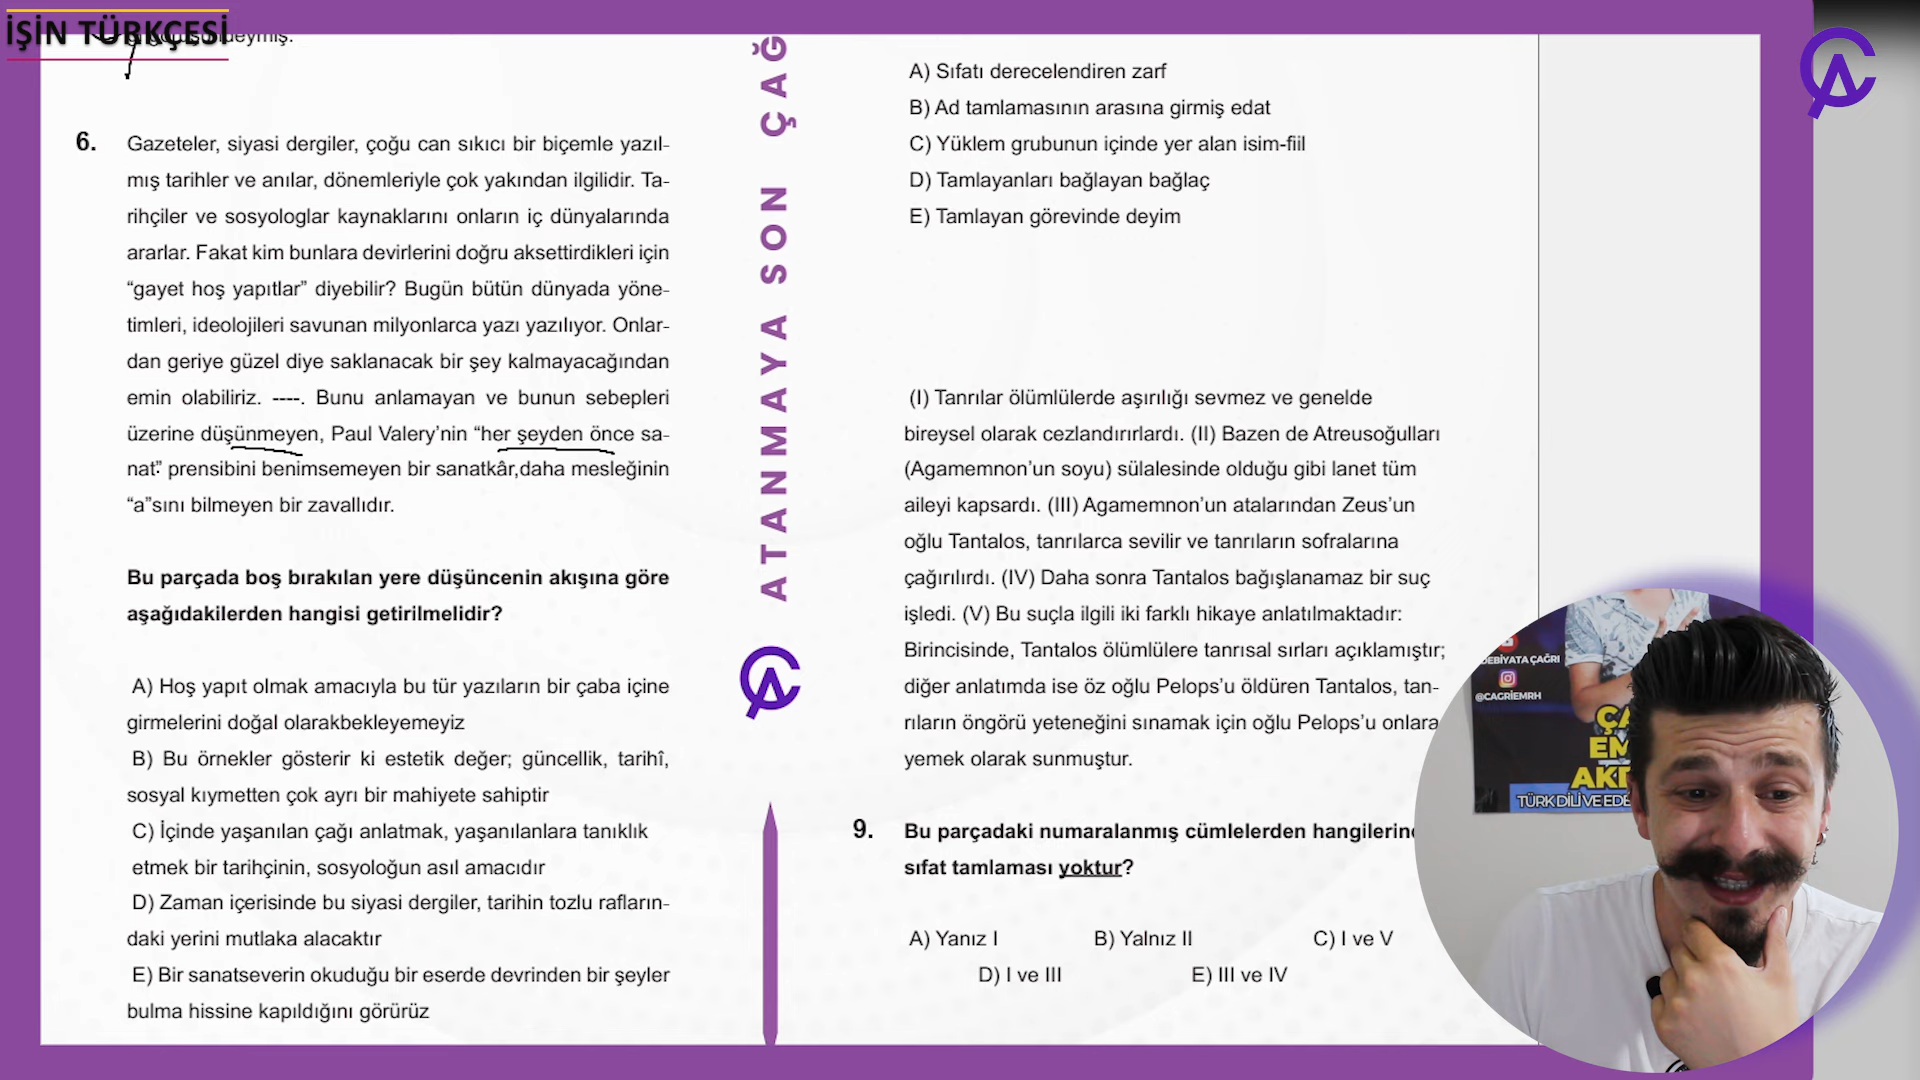 İŞİN TÜRKÇESİ
6.
Gazeteler, siyasi dergiler, çoğu can sıkıcı bir biçemle yazıl-
mış tarihler ve anılar, dönemleriyle çok yakından ilgilidir. Ta-
rihçiler ve sosyologlar kaynaklarını onların iç dünyalarında
ararlar. Fakat kim bunlara devirlerini doğru aksettirdikleri için
“gayet hoş yapıtlar” diyebilir? Bugün bütün dünyada yöne-
timleri, ideolojileri savunan milyonlarca yazı yazılıyor. Onlar-
dan geriye güzel diye saklanacak bir şey kalmayacağından
emin olabiliriz. ----. Bunu anlamayan ve bunun sebepleri
üzerine düşünmeyen, Paul Valery’nin “her şeyden önce sa-
nat” prensibini benimsemeyen bir sanatkâr,daha mesleğinin
“a”sını bilmeyen bir zavallıdır.
Bu parçada boş bırakılan yere düşüncenin akışına göre
aşağıdakilerden hangisi getirilmelidir?
A) Hoş yapıt olmak amacıyla bu tür yazıların bir çaba içine
girmelerini doğal olarakbekleyemeyiz
B) Bu örnekler gösterir ki estetik değer; güncellik, tarihî,
sosyal kıymetten çok ayrı bir mahiyete sahiptir
C) İçinde yaşanılan çağı anlatmak, yaşanılanlara tanıklık
etmek bir tarihçinin, sosyoloğun asıl amacıdır
D) Zaman içerisinde bu siyasi dergiler, tarihin tozlu rafların-
daki yerini mutlaka alacaktır
E) Bir sanatseverin okuduğu bir eserde devrinden bir şeyler
bulma hissine kapıldığını görürüz
ATANMAYA SON ÇAĞ
A) Sıfatı derecelendiren zarf
B) Ad tamlamasının arasına girmiş edat
C) Yüklem grubunun içinde yer alan isim-fiil
D) Tamlayanları bağlayan bağlaç
E) Tamlayan görevinde deyim
(I) Tanrılar ölümlülerde aşırılığı sevmez ve genelde
bireysel olarak cezlandırırlardı. (II) Bazen de Atreusoğulları
(Agamemnon’un soyu) sülalesinde olduğu gibi lanet tüm
aileyi kapsardı. (III) Agamemnon’un atalarından Zeus’un
oğlu Tantalos, tanrılarca sevilir ve tanrıların sofralarına
çağırılırdı. (IV) Daha sonra Tantalos bağışlanamaz bir suç
işledi. (V) Bu suçla ilgili iki farklı hikaye anlatılmaktadır:
Birincisinde, Tantalos ölümlülere tanrısal sırları açıklamıştır;
diğer anlatımda ise öz oğlu Pelops’u öldüren Tantalos, tan-
rıların öngörü yeteneğini sınamak için oğlu Pelops’u onlara
yemek olarak sunmuştur.
9.
Bu parçadaki numaralanmış cümlelerden hangilerin
sıfat tamlaması yoktur?
A) Yanız I B) Yalnız II C) I ve V
D) I ve III E) III ve IV
EBİYATA ÇAĞRI
@CAGRİEMRH
ÇA
EM
AK
TÜRK DİLİ VE EDE